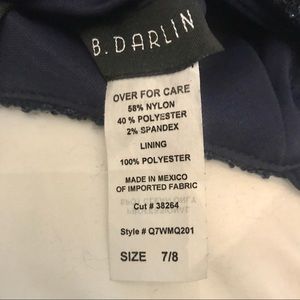 B. DARLIN
OVER FOR CARE
58% NYLON
40 % POLYESTER
2% SPANDEX
LINING
100% POLYESTER
MADE IN MEXICO
OF IMPORTED FABRIC
Cut # 38264
Style # Q7WMQ201
SIZE 7/8